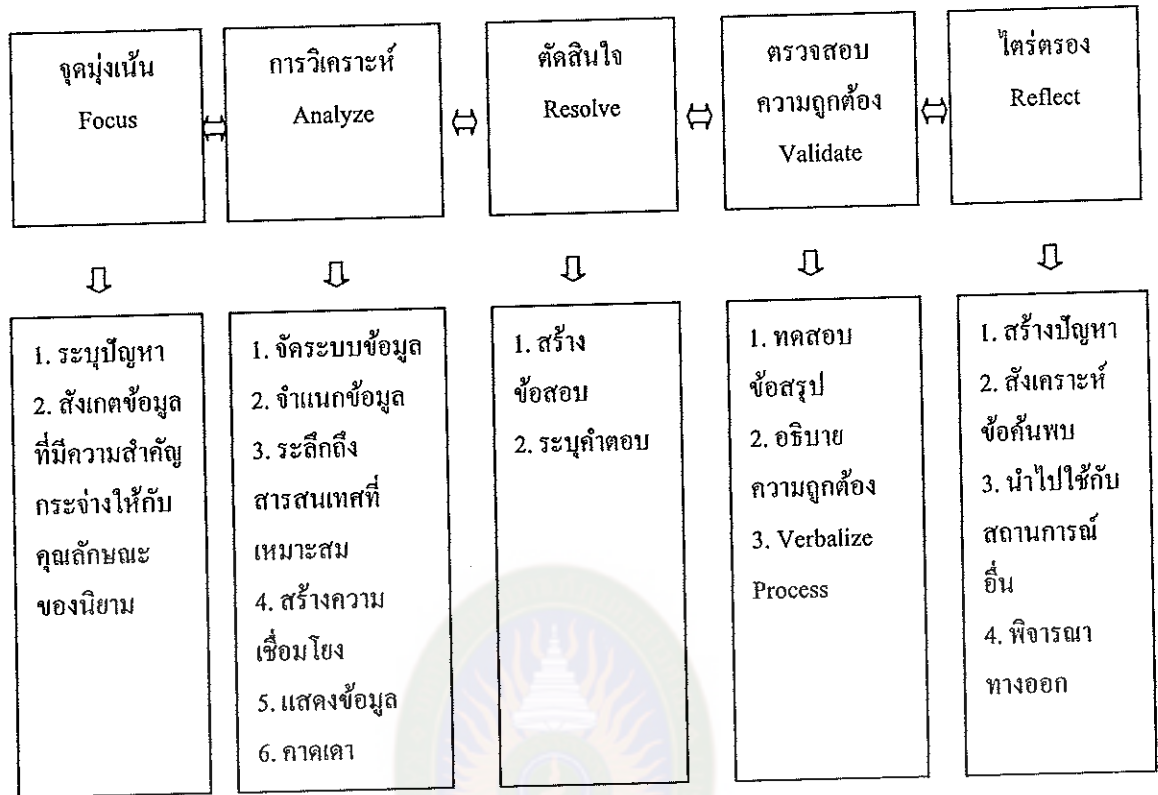 จุดมุ่งเน้น
Focus
การวิเคราะห์
Analyze
ตัดสินใจ
Resolve
ตรวจสอบ
ความถูกต้อง
Validate
ไตร่ตรอง
Reflect
1. ระบุปัญหา
2. สังเกตข้อมูล
ที่มีความสำคัญ
กระจ่างให้กับ
คุณลักษณะ
ของนิยาม
1. จัดระบบข้อมูล
2. จำแนกข้อมูล
3. ระลึกถึง
สารสนเทศที่
เหมาะสม
4. สร้างความ
เชื่อมโยง
5. แสดงข้อมูล
6. คาดเดา
1. สร้าง
ข้อสอบ
2. ระบุคำตอบ
1. ทดสอบ
ข้อสรุป
2. อธิบาย
ความถูกต้อง
3. Verbalize
Process
1. สร้างปัญหา
2. สังเคราะห์
ข้อค้นพบ
3. นำไปใช้กับ
สถานการณ์
อื่น
4. พิจารณา
ทางออก